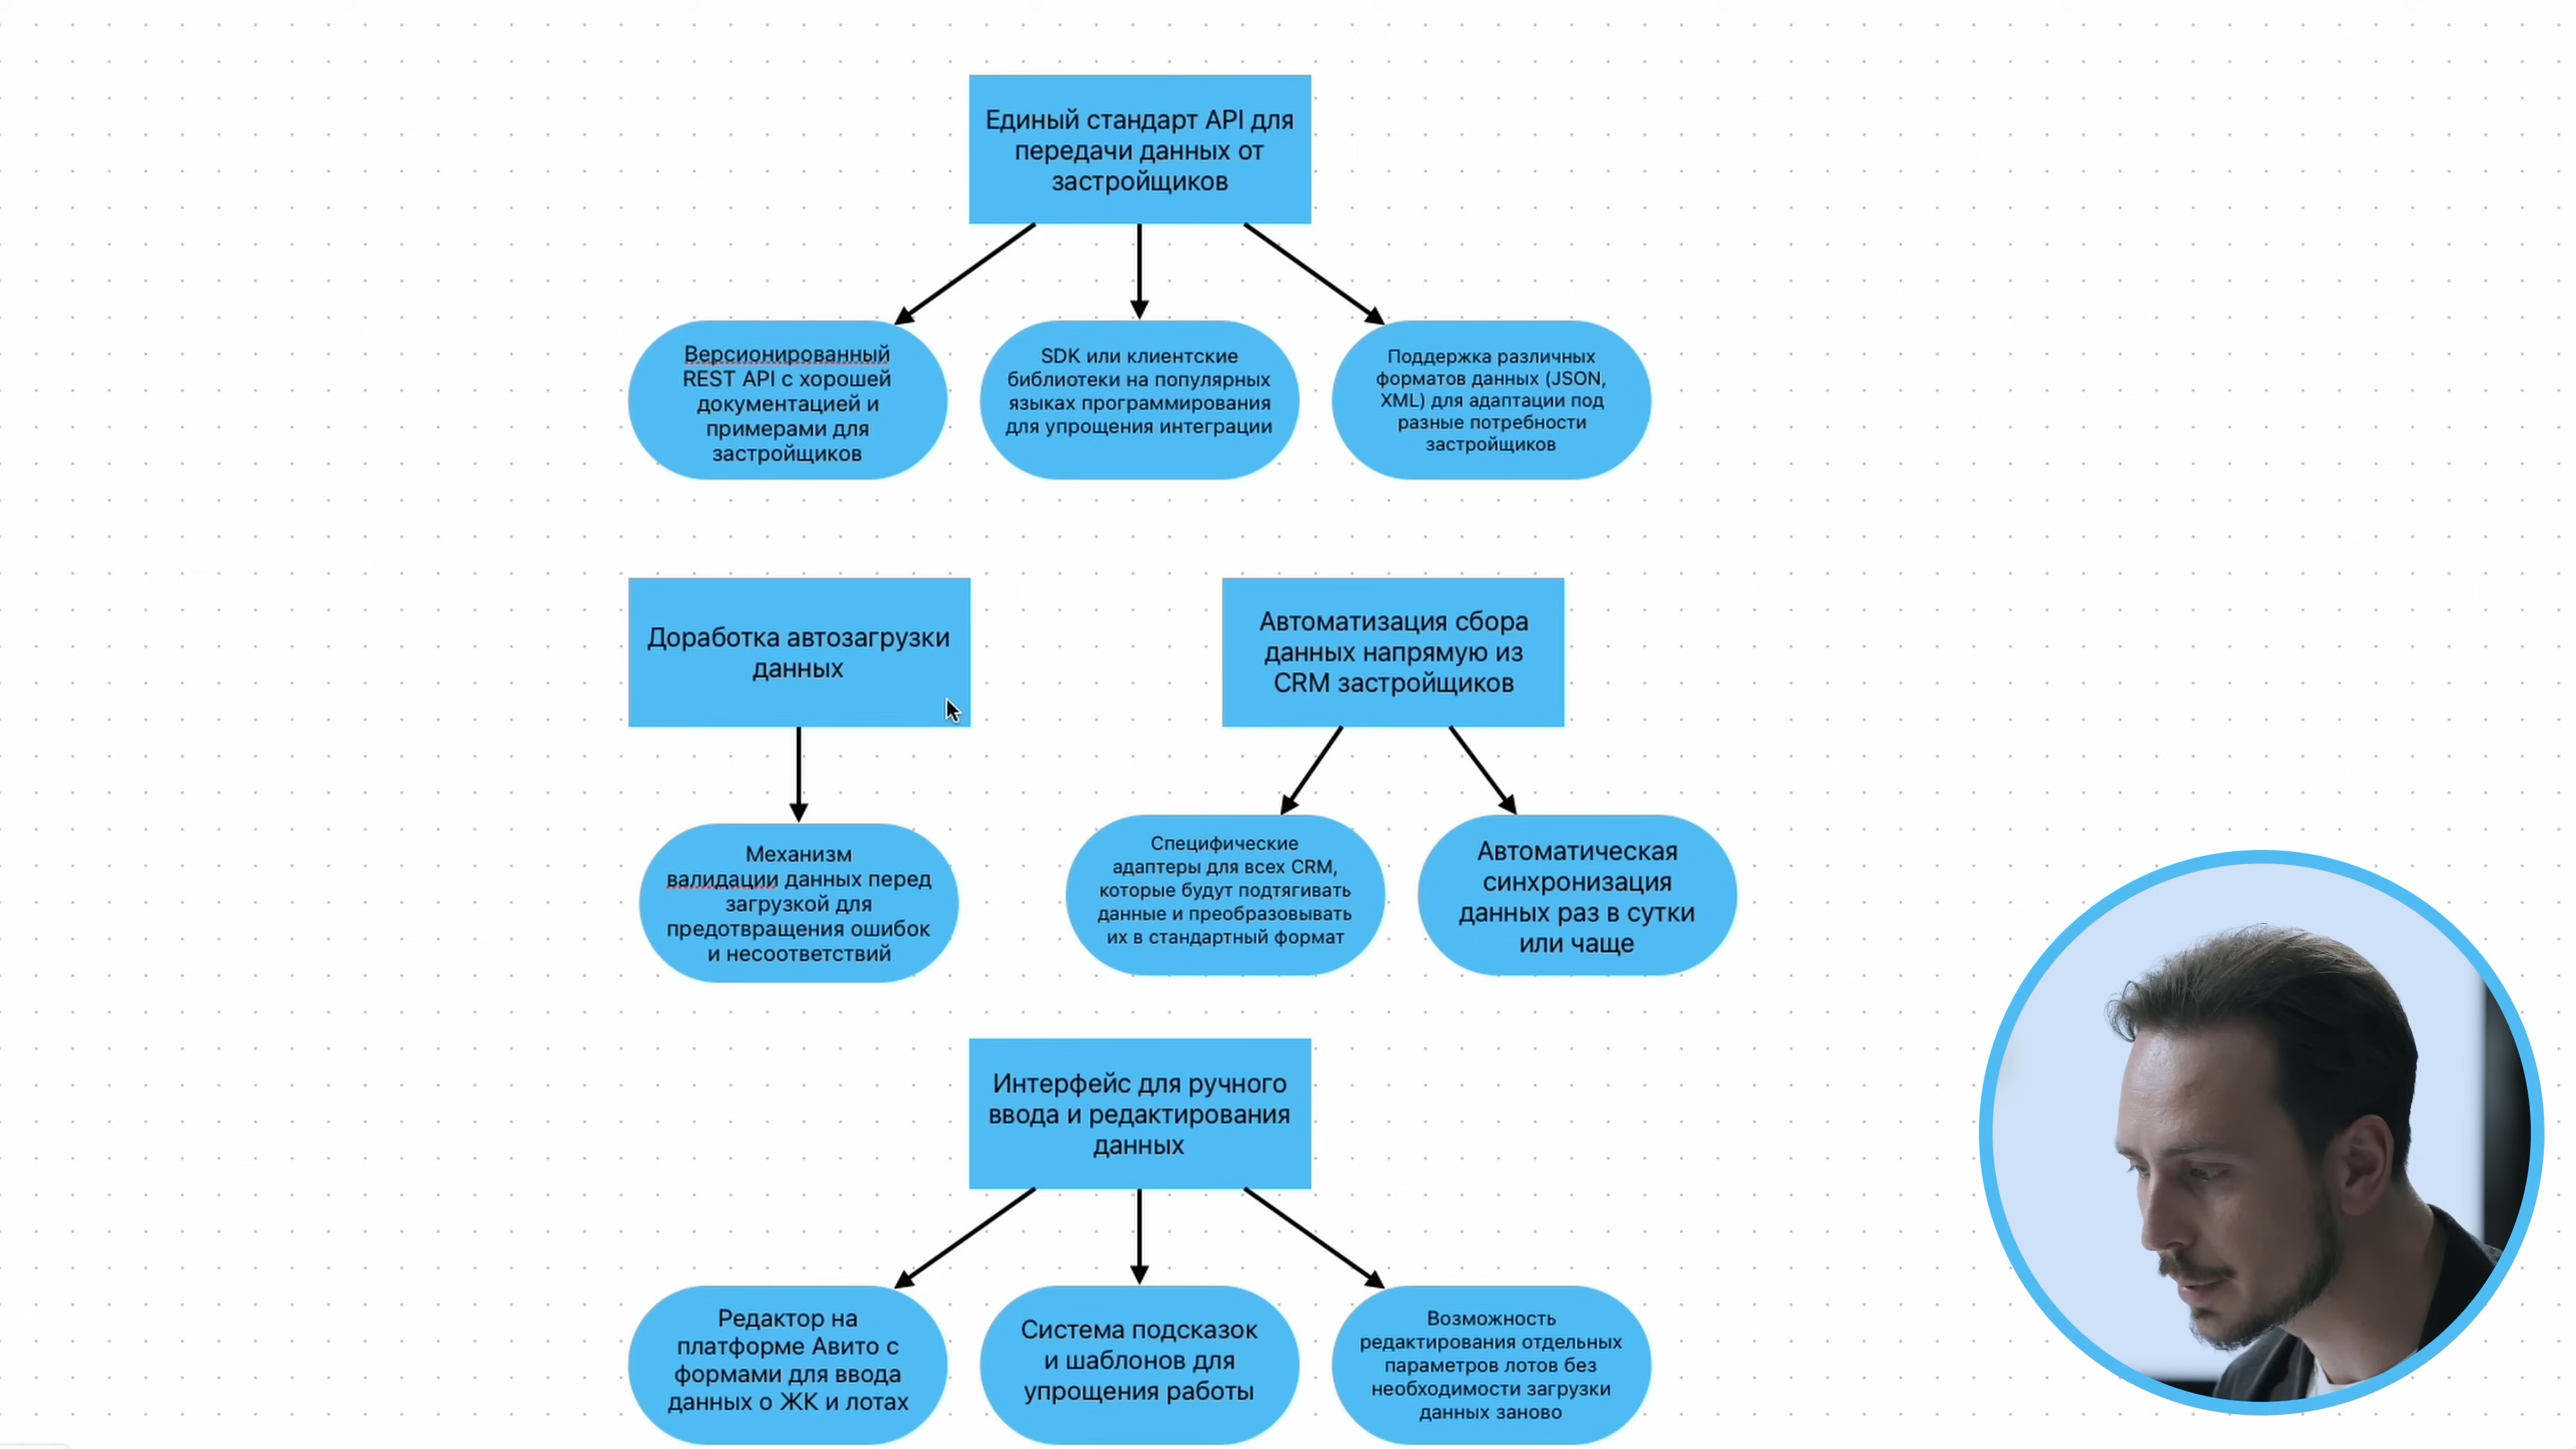 Единый стандарт API для
передачи данных от
застройщиков
Версионированный
REST API с хорошей
документацией и
примерами для
застройщиков
SDK или клиентские
библиотеки на популярных
языках программирования
для упрощения интеграции
Поддержка различных
форматов данных (JSON,
XML) для адаптации под
разные потребности
застройщиков
Доработка автозагрузки
данных
Автоматизация сбора
данных напрямую из
CRM застройщиков
Механизм
валидации данных перед
загрузкой для
предотвращения ошибок
и несоответствий
Специфические
адаптеры для всех CRM,
которые будут подтягивать
данные и преобразовывать
их в стандартный формат
Автоматическая
синхронизация
данных раз в сутки
или чаще
Интерфейс для ручного
ввода и редактирования
данных
Редактор на
платформе Авито с
формами для ввода
данных о ЖК и лотах
Система подсказок
и шаблонов для
упрощения работы
Возможность
редактирования отдельных
параметров лотов без
необходимости загрузки
данных заново